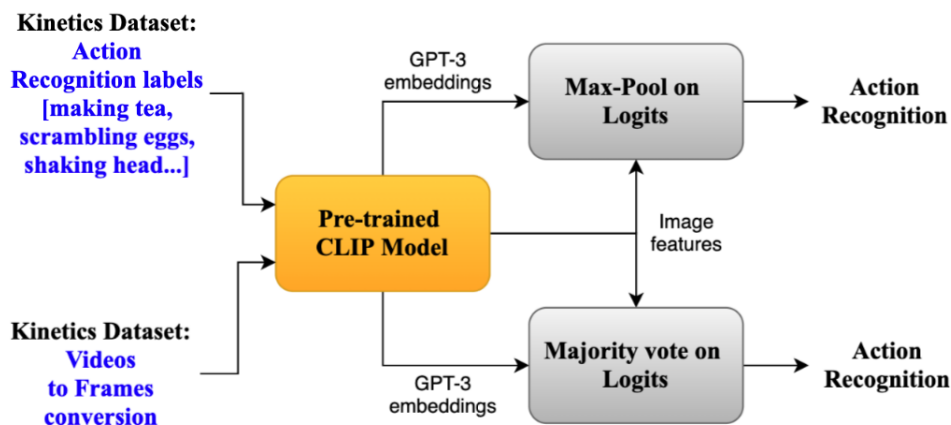 Kinetics Dataset:
Action
Recognition labels
[making tea,
scrambling eggs,
shaking head...]
GPT-3
embeddings
Max-Pool on
Logits
Action
Recognition
Pre-trained
CLIP Model
Image
features
Kinetics Dataset:
Videos
to Frames
conversion
GPT-3
embeddings
Majority vote on
Logits
Action
Recognition